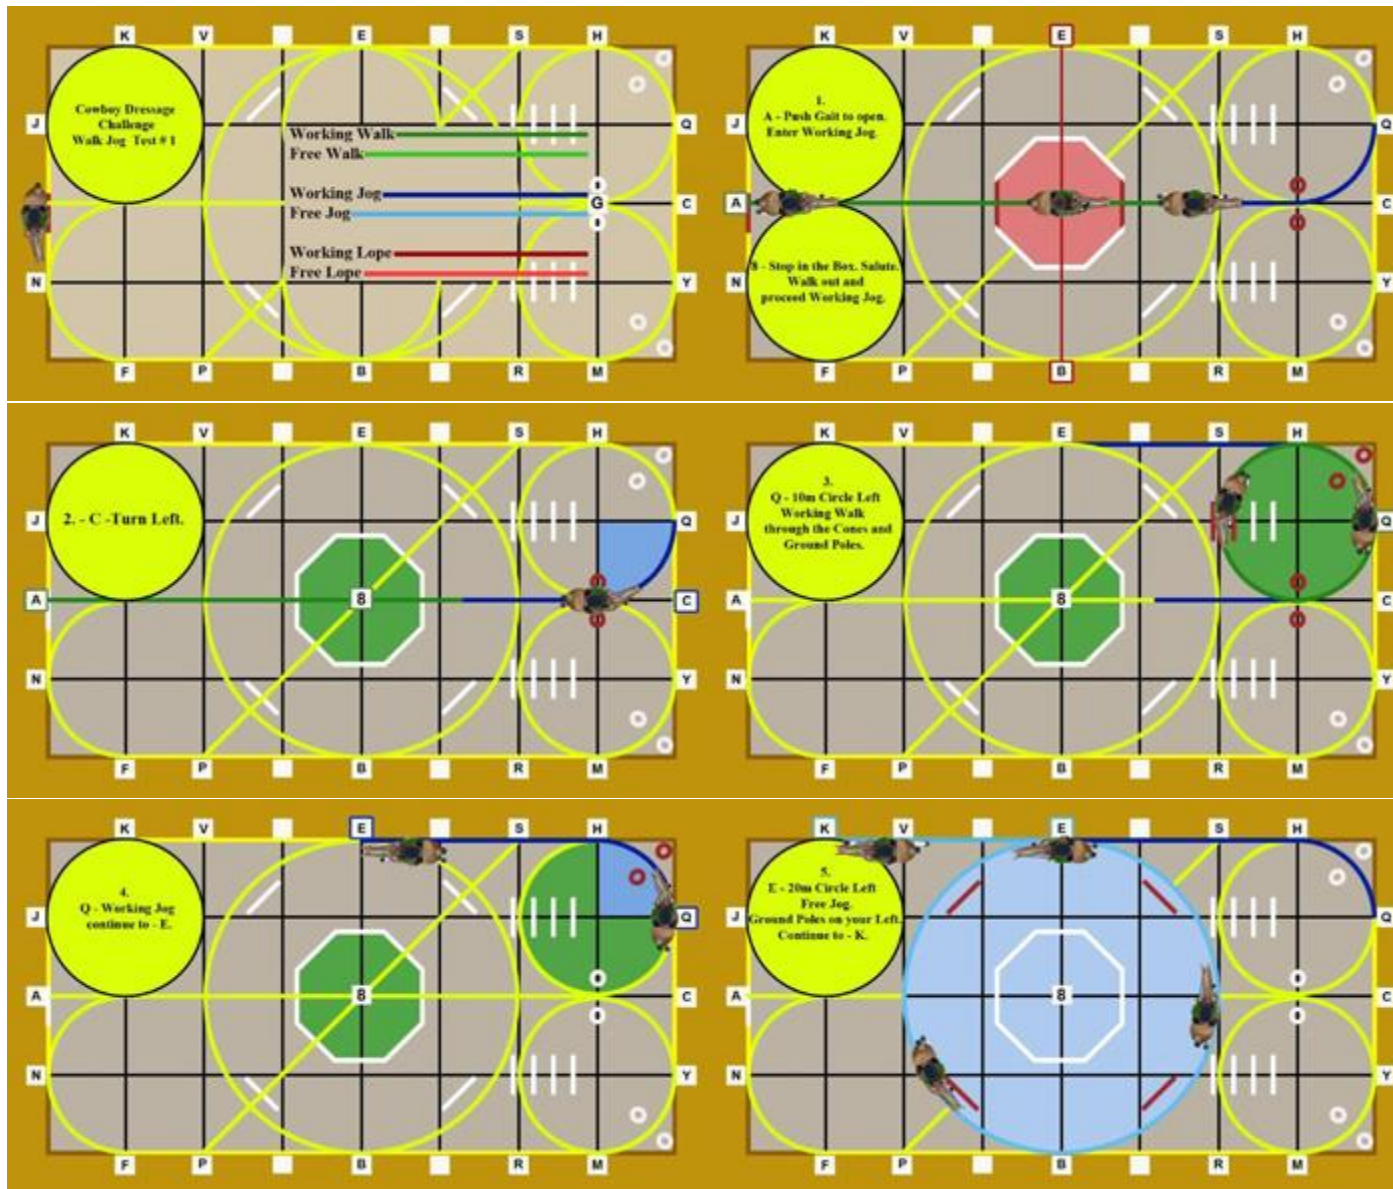 K V E S H
Cowboy Dressage
Challenge
Walk Jog Test # 1
J
Q
Working Walk
Free Walk
Working Jog
G
C
Free Jog
Working Lope
N
Free Lope
Y
F P B R M
K V E S H
1.
A - Push Gait to open.
Enter Working Jog.
J
Q
A
C
8 - Stop in the Box. Salute.
Walk out and
proceed Working Jog.
N
Y
F P B R M
K V E S H
2. - C -Turn Left.
J
Q
A
8
C
N
Y
F P B R M
K V E S H
3.
Q - 10m Circle Left
Working Walk
through the Cones and
Ground Poles.
J
Q
A
8
C
N
Y
F P B R M
K V E S H
4.
Q - Working Jog
continue to - E.
J
Q
A
8
C
N
Y
F P B R M
K V E S H
5.
E - 20m Circle Left
Free Jog.
Ground Poles on your Left.
Continue to - K.
J
Q
A
8
C
N
Y
F P B R M